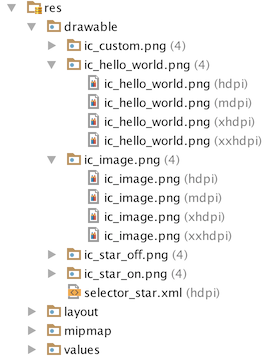 res
drawable
ic_custom.png (4)
ic_hello_world.png (4)
ic_hello_world.png (hdpi)
ic_hello_world.png (mdpi)
ic_hello_world.png (xhdpi)
ic_hello_world.png (xxhdpi)
ic_image.png (4)
ic_image.png (hdpi)
ic_image.png (mdpi)
ic_image.png (xhdpi)
ic_image.png (xxhdpi)
ic_star_off.png (4)
ic_star_on.png (4)
selector_star.xml (hdpi)
layout
mipmap
values